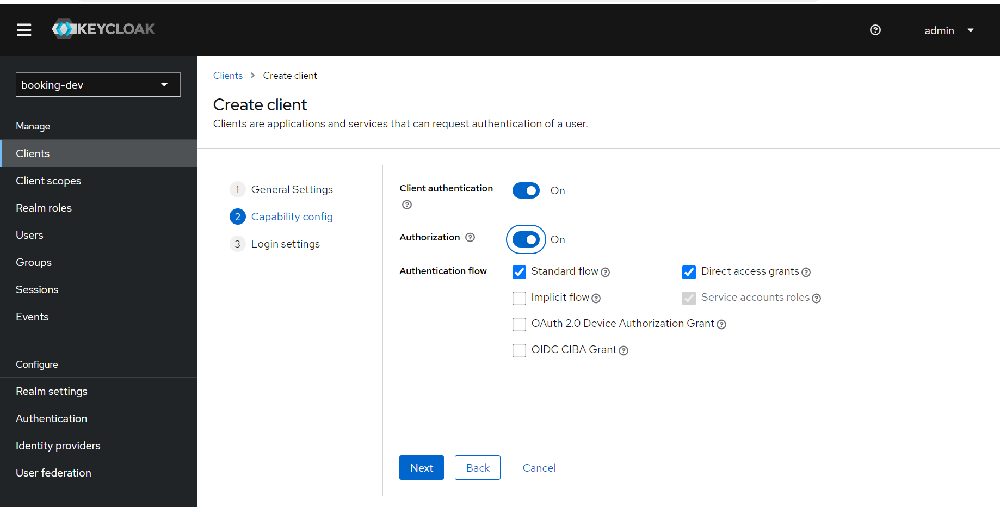 KEYCLOAK
admin
booking-dev
Manage
Clients
Client scopes
Realm roles
Users
Groups
Sessions
Events
Configure
Realm settings
Authentication
Identity providers
User federation
Clients > Create client
Create client
Clients are applications and services that can request authentication of a user.
1 General Settings
2 Capability config
3 Login settings
Client authentication On
Authorization On
Authentication flow Standard flow Direct access grants
Implicit flow Service accounts roles
OAuth 2.0 Device Authorization Grant
OIDC CIBA Grant
Next Back Cancel